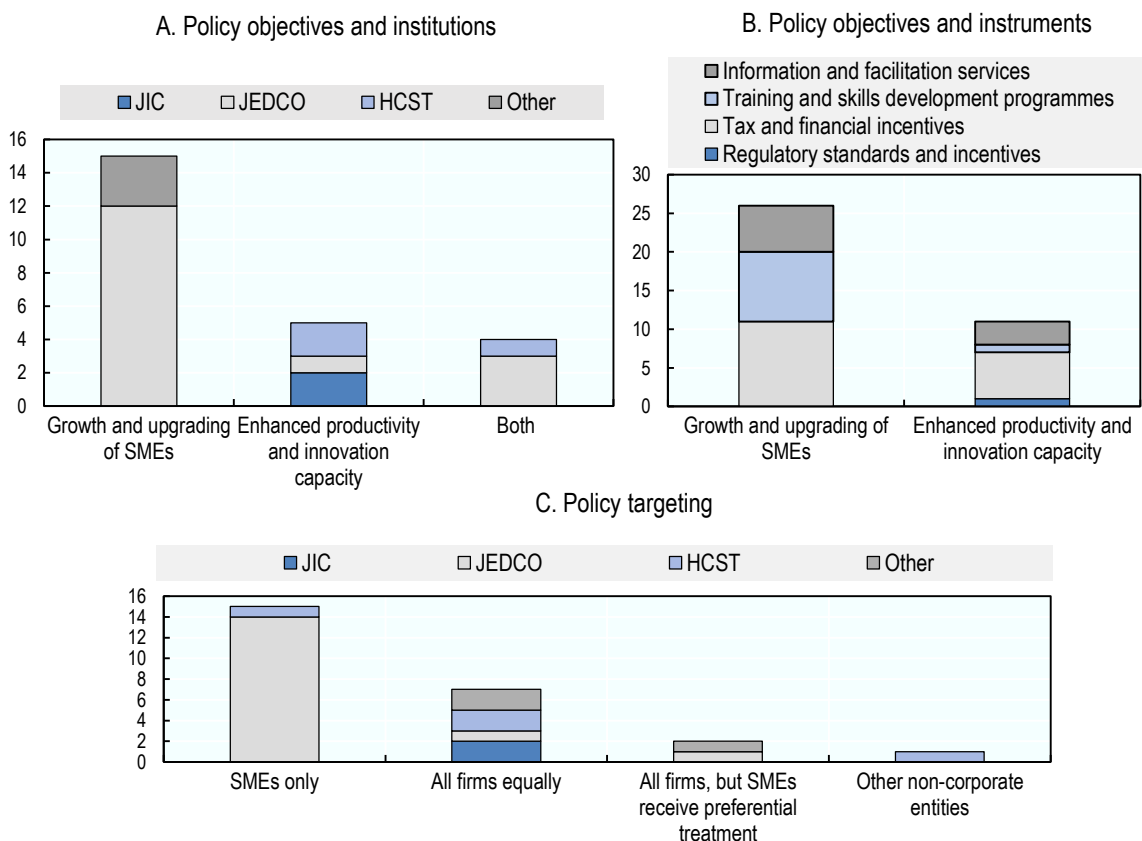 A. Policy objectives and institutions
JIC JEDCO HCST Other
16
14
12
10
8
6
4
2
0
Growth and upgrading of SMEs
Enhanced productivity and innovation capacity
Both
B. Policy objectives and instruments
Information and facilitation services
Training and skills development programmes
Tax and financial incentives
Regulatory standards and incentives
30
25
20
15
10
5
0
Growth and upgrading of SMEs
Enhanced productivity and innovation capacity
C. Policy targeting
JIC JEDCO HCST Other
16
14
12
10
8
6
4
2
0
SMEs only
All firms equally
All firms, but SMEs receive preferential treatment
Other non-corporate entities